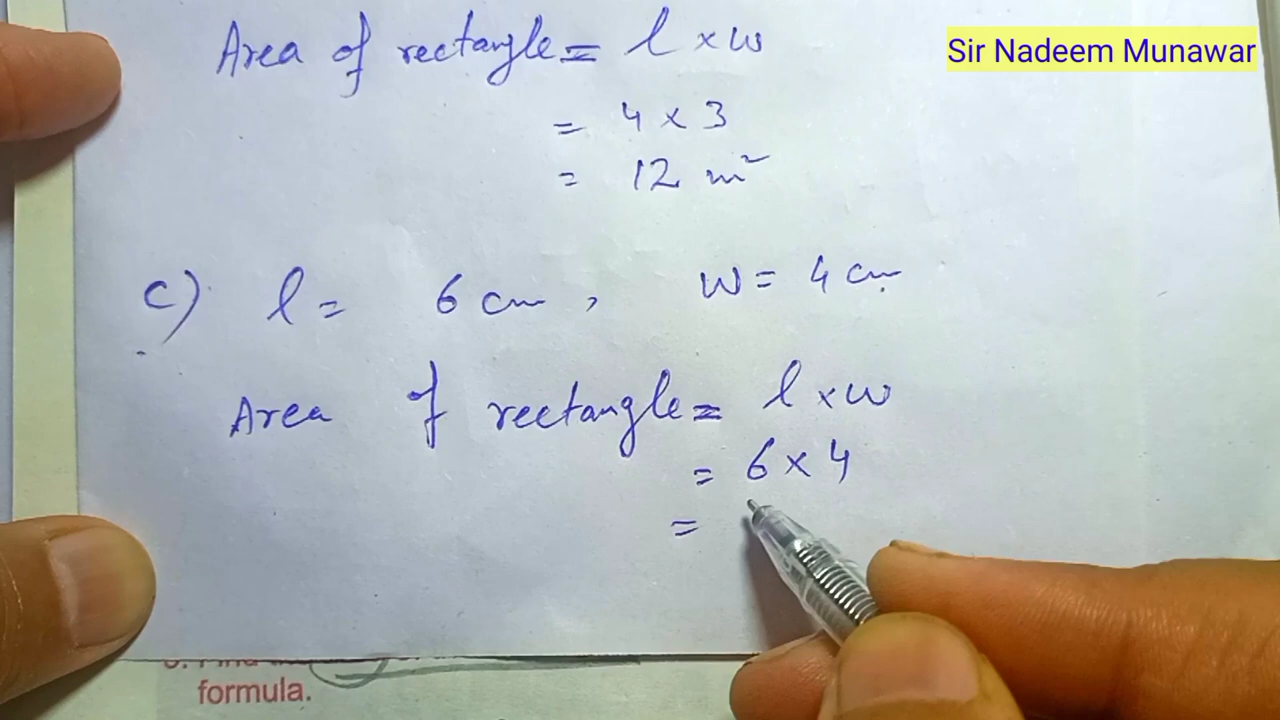 Area of rectangle = l × w
Sir Nadeem Munawar
= 4 × 3
= 12 m²
c) l = 6 cm, w = 4 cm
Area of rectangle = l × w
= 6 × 4
=
formula.